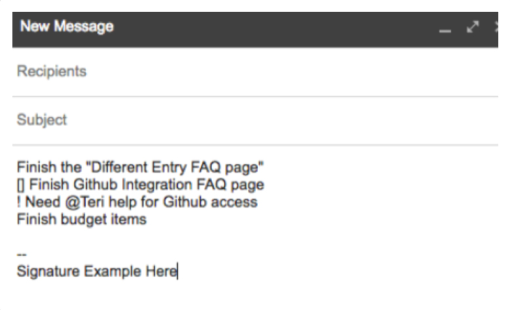 New Message
Recipients
Subject
Finish the "Different Entry FAQ page"
[] Finish Github Integration FAQ page
! Need @Teri help for Github access
Finish budget items
--
Signature Example Here